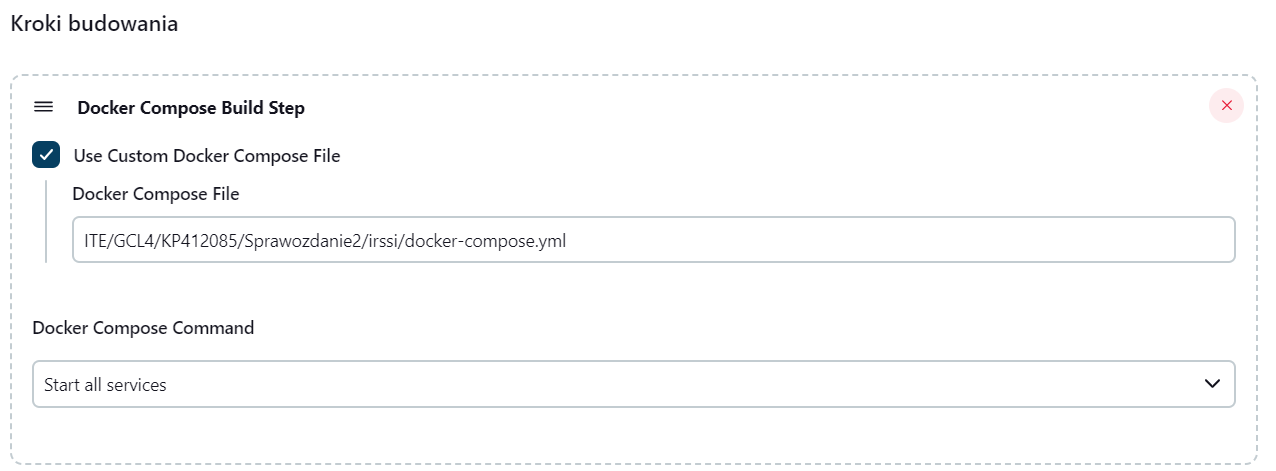 Kroki budowania
Docker Compose Build Step
Use Custom Docker Compose File
Docker Compose File
ITE/GCL4/KP412085/Sprawozdanie2/irssi/docker-compose.yml
Docker Compose Command
Start all services